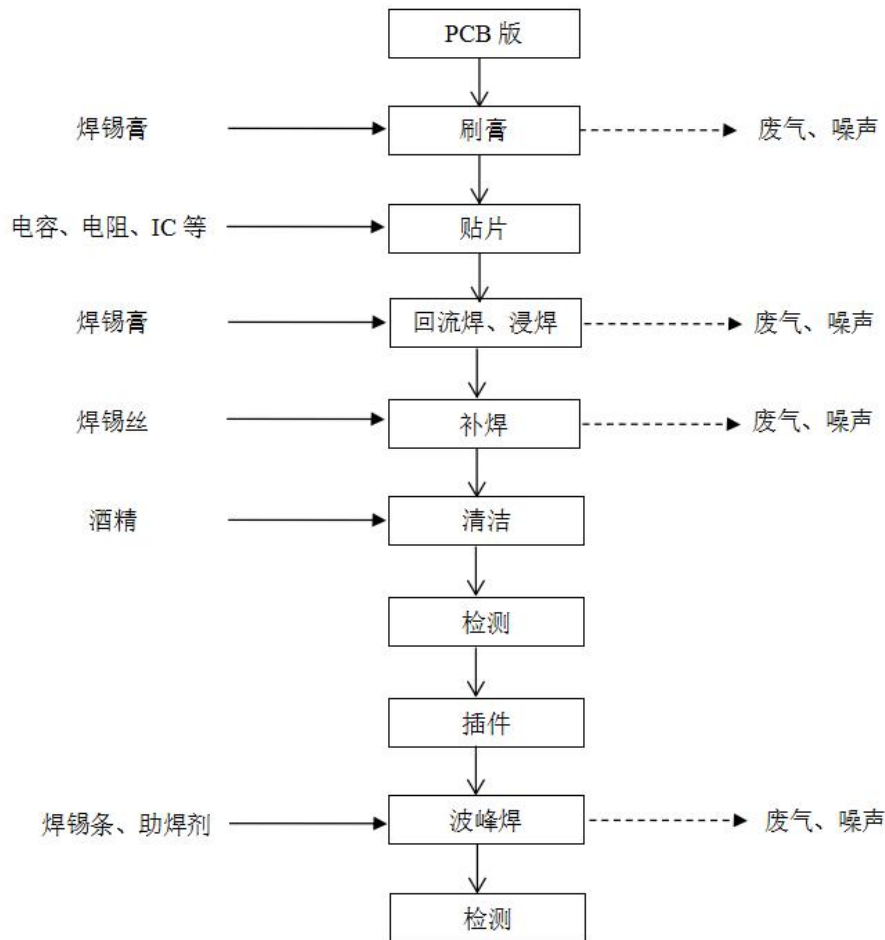 PCB 版
焊锡膏 刷膏 废气、噪声
电容、电阻、IC 等 贴片
焊锡膏 回流焊、浸焊 废气、噪声
焊锡丝 补焊 废气、噪声
酒精 清洁
检测
插件
焊锡条、助焊剂 波峰焊 废气、噪声
检测